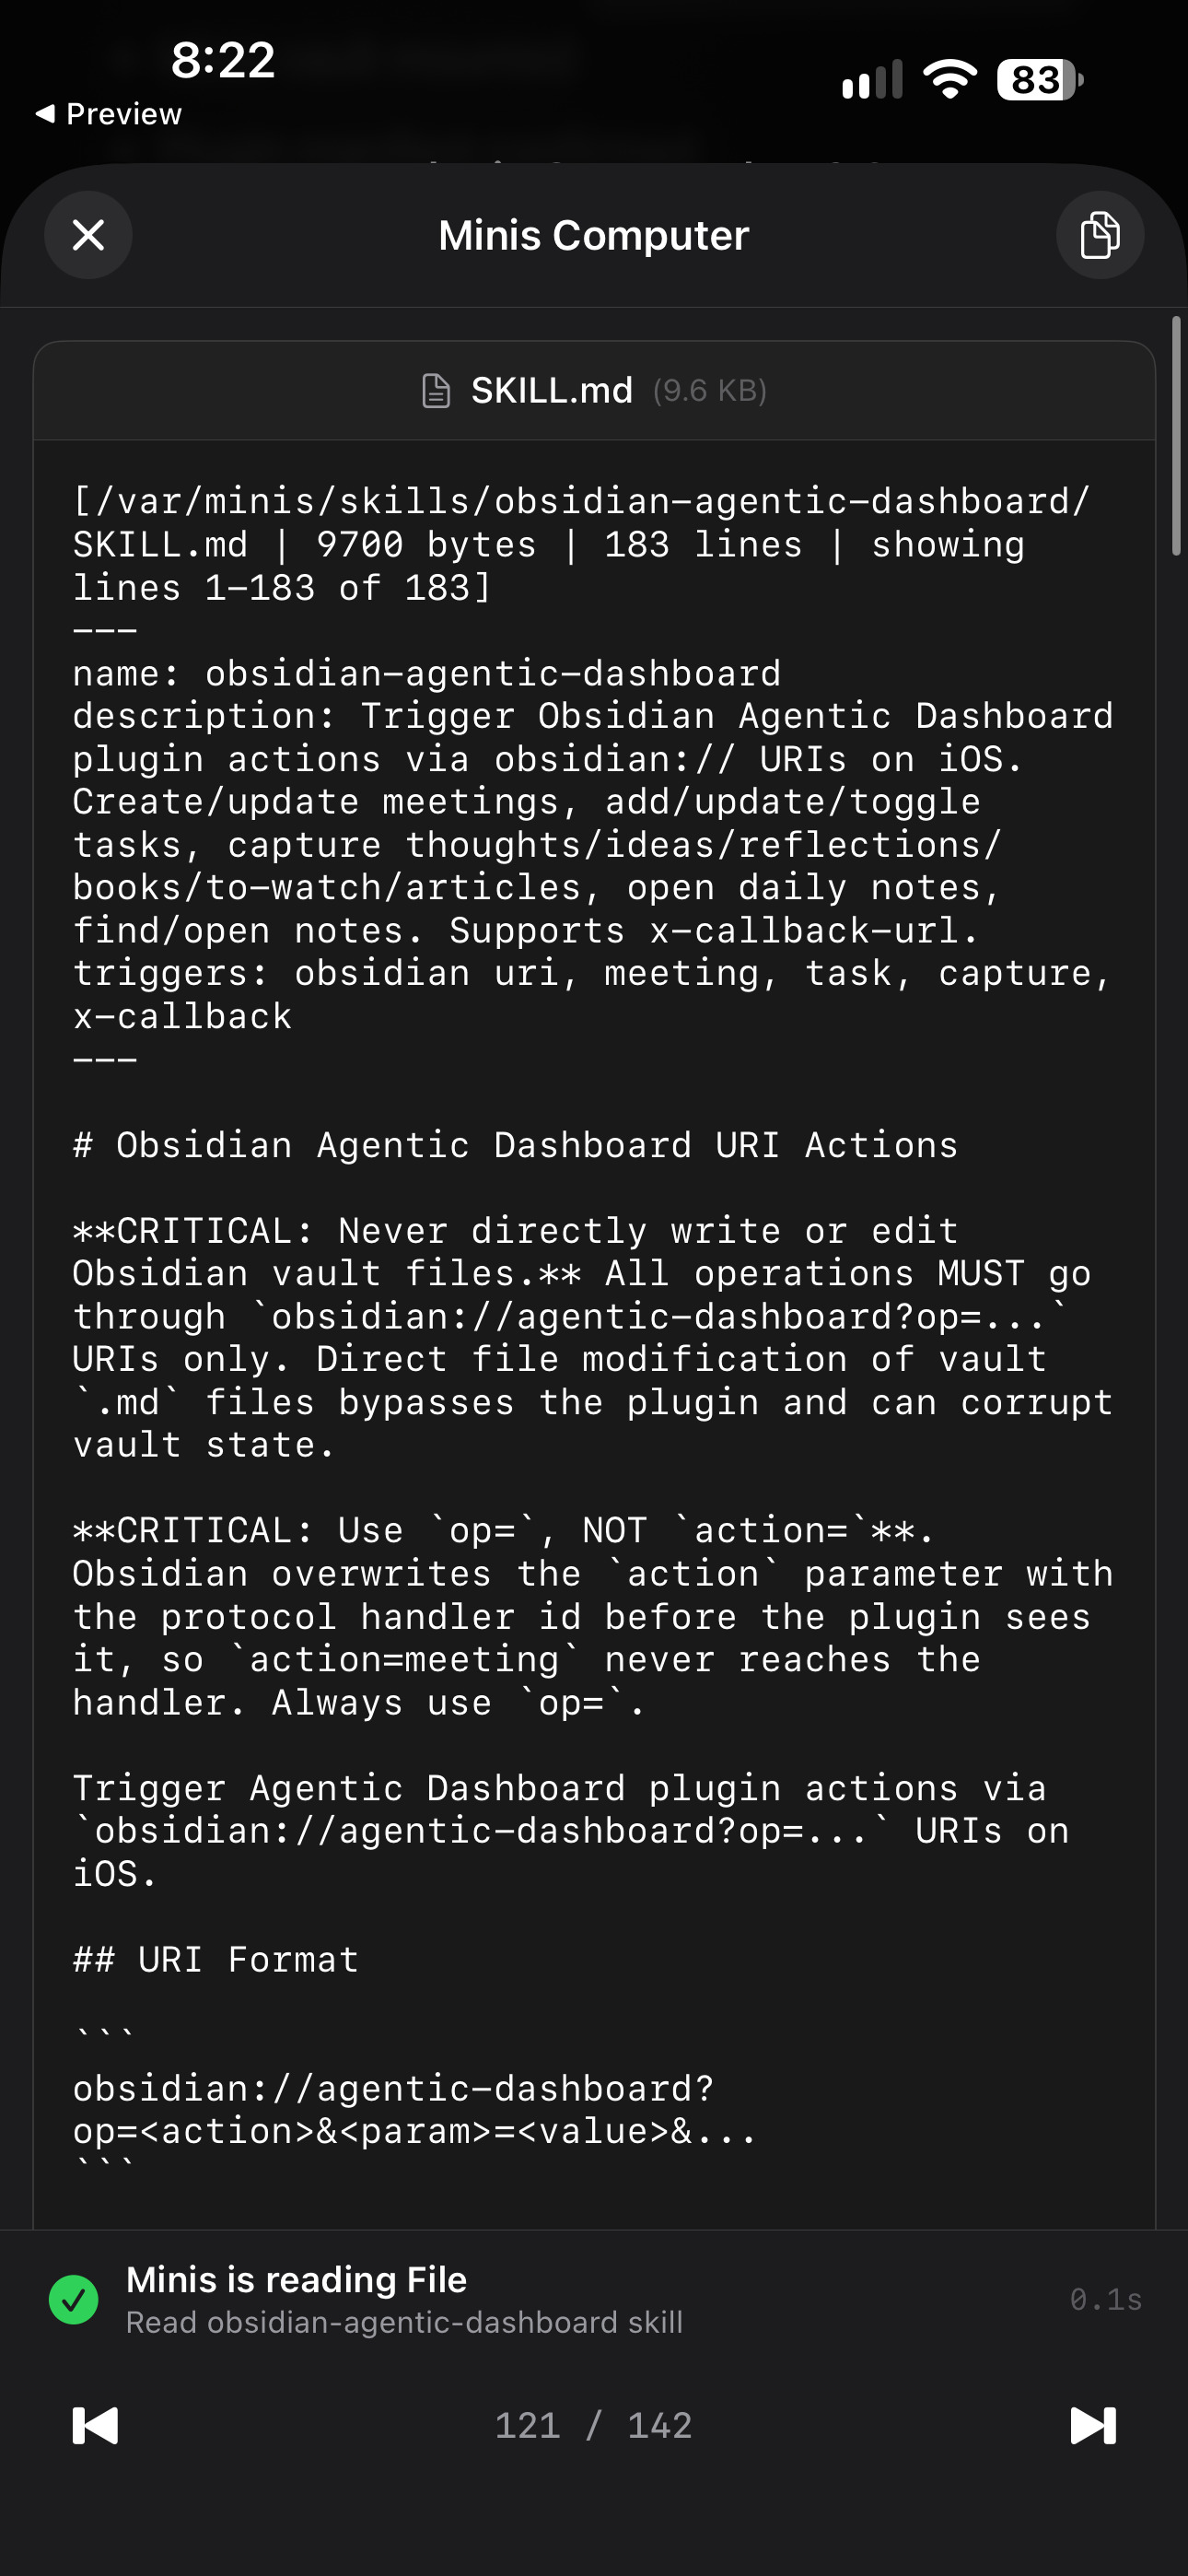 8:22
83
◀ Preview
Minis Computer
SKILL.md (9.6 KB)
[/var/minis/skills/obsidian-agentic-dashboard/
SKILL.md | 9700 bytes | 183 lines | showing
lines 1-183 of 183]
---
name: obsidian-agentic-dashboard
description: Trigger Obsidian Agentic Dashboard
plugin actions via obsidian:// URIs on iOS.
Create/update meetings, add/update/toggle
tasks, capture thoughts/ideas/reflections/
books/to-watch/articles, open daily notes,
find/open notes. Supports x-callback-url.
triggers: obsidian uri, meeting, task, capture,
x-callback
---
# Obsidian Agentic Dashboard URI Actions
**CRITICAL: Never directly write or edit
Obsidian vault files.** All operations MUST go
through `obsidian://agentic-dashboard?op=...`
URIs only. Direct file modification of vault
`.md` files bypasses the plugin and can corrupt
vault state.
**CRITICAL: Use `op=`, NOT `action=`**.
Obsidian overwrites the `action` parameter with
the protocol handler id before the plugin sees
it, so `action=meeting` never reaches the
handler. Always use `op=`.
Trigger Agentic Dashboard plugin actions via
`obsidian://agentic-dashboard?op=...` URIs on
iOS.
## URI Format
```
obsidian://agentic-dashboard?
op=<action>&<param>=<value>&...
```
Minis is reading File
Read obsidian-agentic-dashboard skill
0.1s
121 / 142